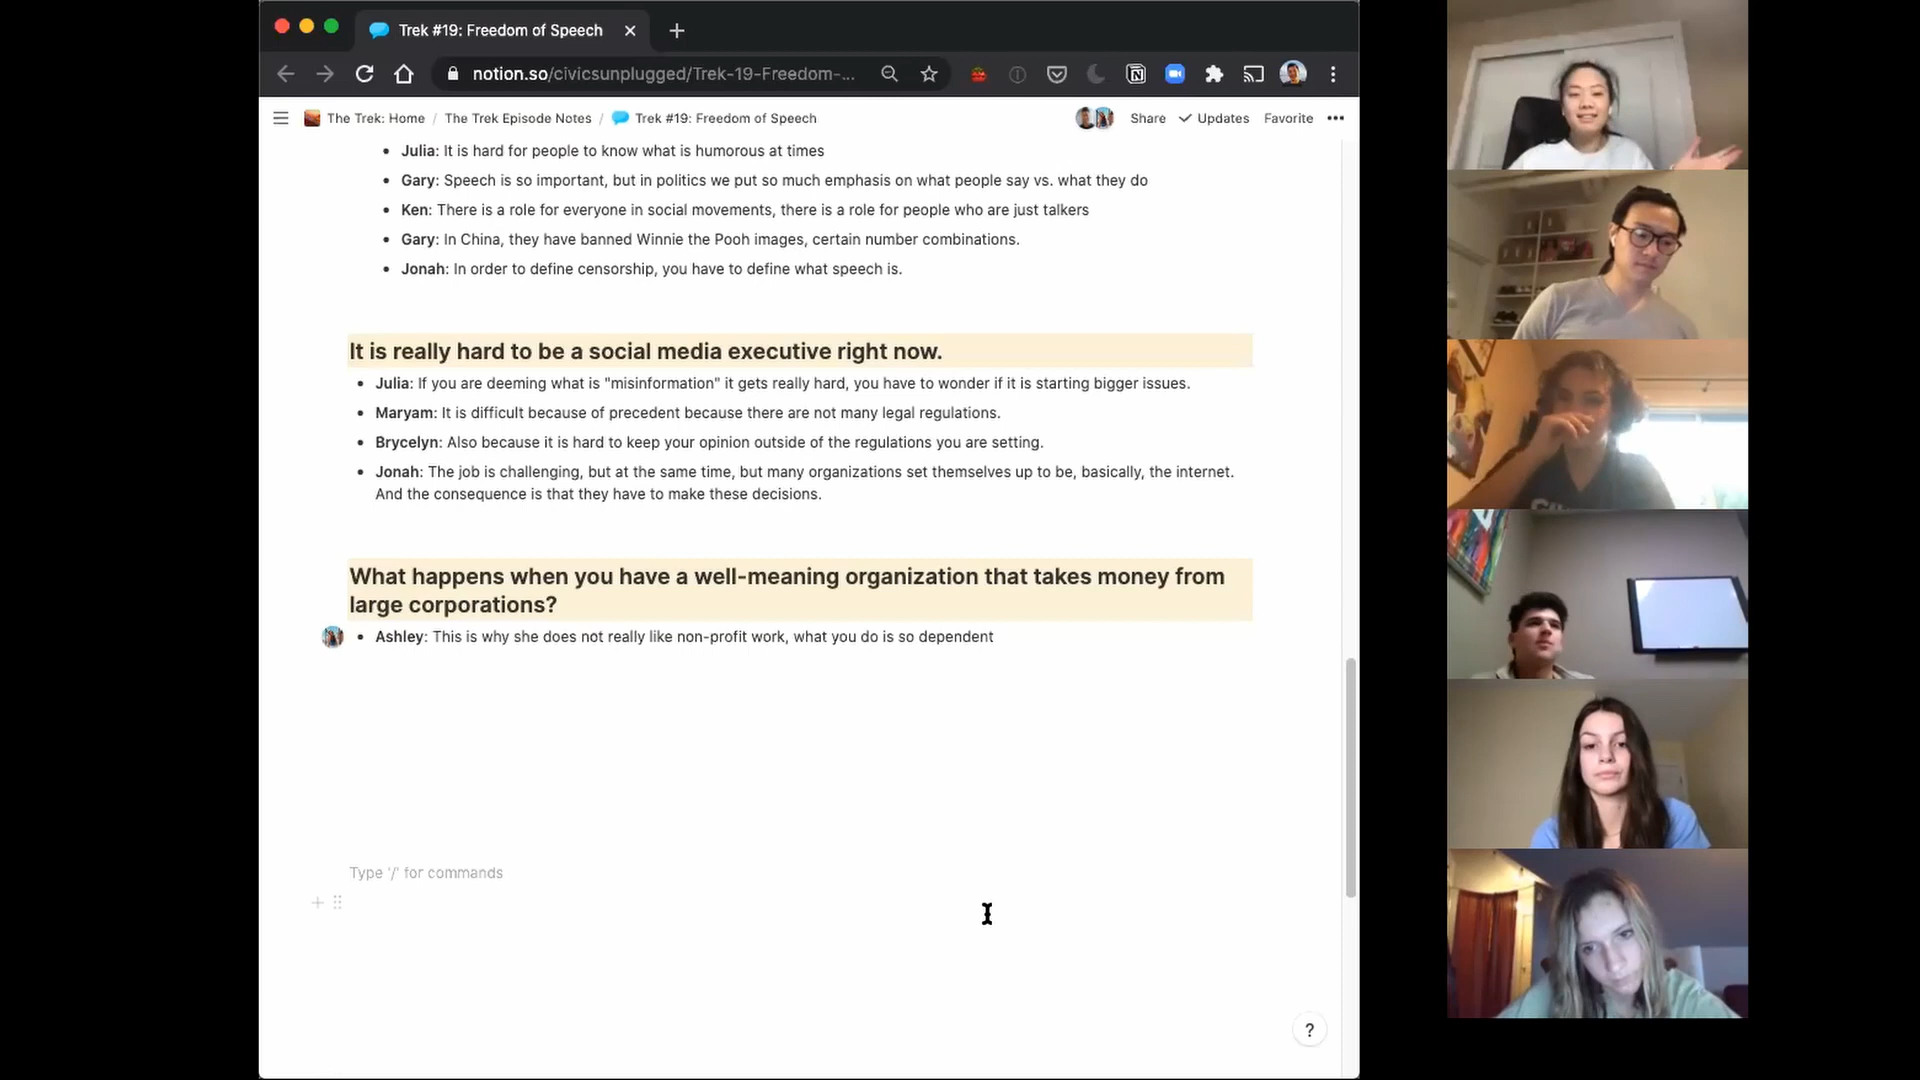 Trek #19: Freedom of Speech
notion.so/civicsunplugged/Trek-19-Freedom-...
The Trek: Home / The Trek Episode Notes / Trek #19: Freedom of Speech
Share Updates Favorite
Julia: It is hard for people to know what is humorous at times
Gary: Speech is so important, but in politics we put so much emphasis on what people say vs. what they do
Ken: There is a role for everyone in social movements, there is a role for people who are just talkers
Gary: In China, they have banned Winnie the Pooh images, certain number combinations.
Jonah: In order to define censorship, you have to define what speech is.
It is really hard to be a social media executive right now.
Julia: If you are deeming what is "misinformation" it gets really hard, you have to wonder if it is starting bigger issues.
Maryam: It is difficult because of precedent because there are not many legal regulations.
Brycelyn: Also because it is hard to keep your opinion outside of the regulations you are setting.
Jonah: The job is challenging, but at the same time, but many organizations set themselves up to be, basically, the internet.
And the consequence is that they have to make these decisions.
What happens when you have a well-meaning organization that takes money from
large corporations?
Ashley: This is why she does not really like non-profit work, what you do is so dependent
Type '/' for commands
?